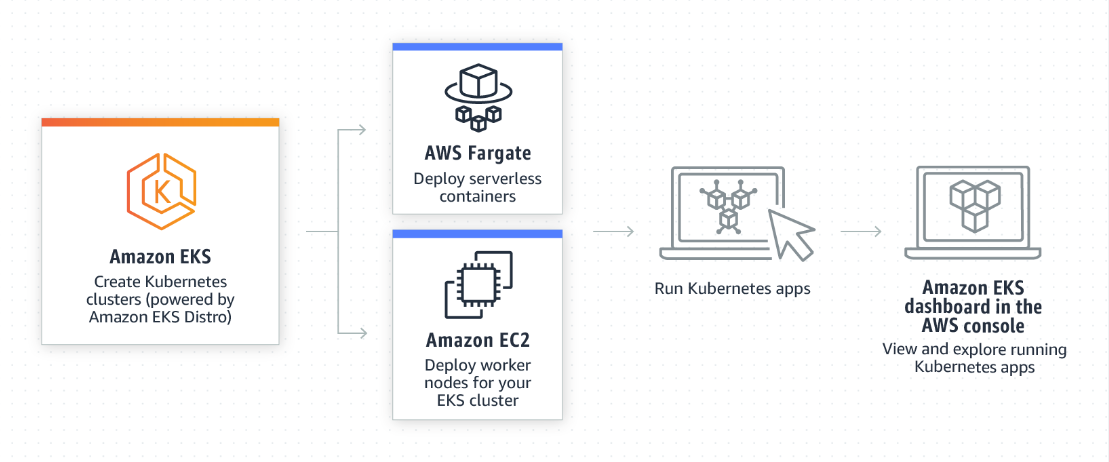 K
Amazon EKS
Create Kubernetes
clusters (powered by
Amazon EKS Distro)
AWS Fargate
Deploy serverless
containers
Amazon EC2
Deploy worker
nodes for your
EKS cluster
Run Kubernetes apps
Amazon EKS
dashboard in the
AWS console
View and explore running
Kubernetes apps